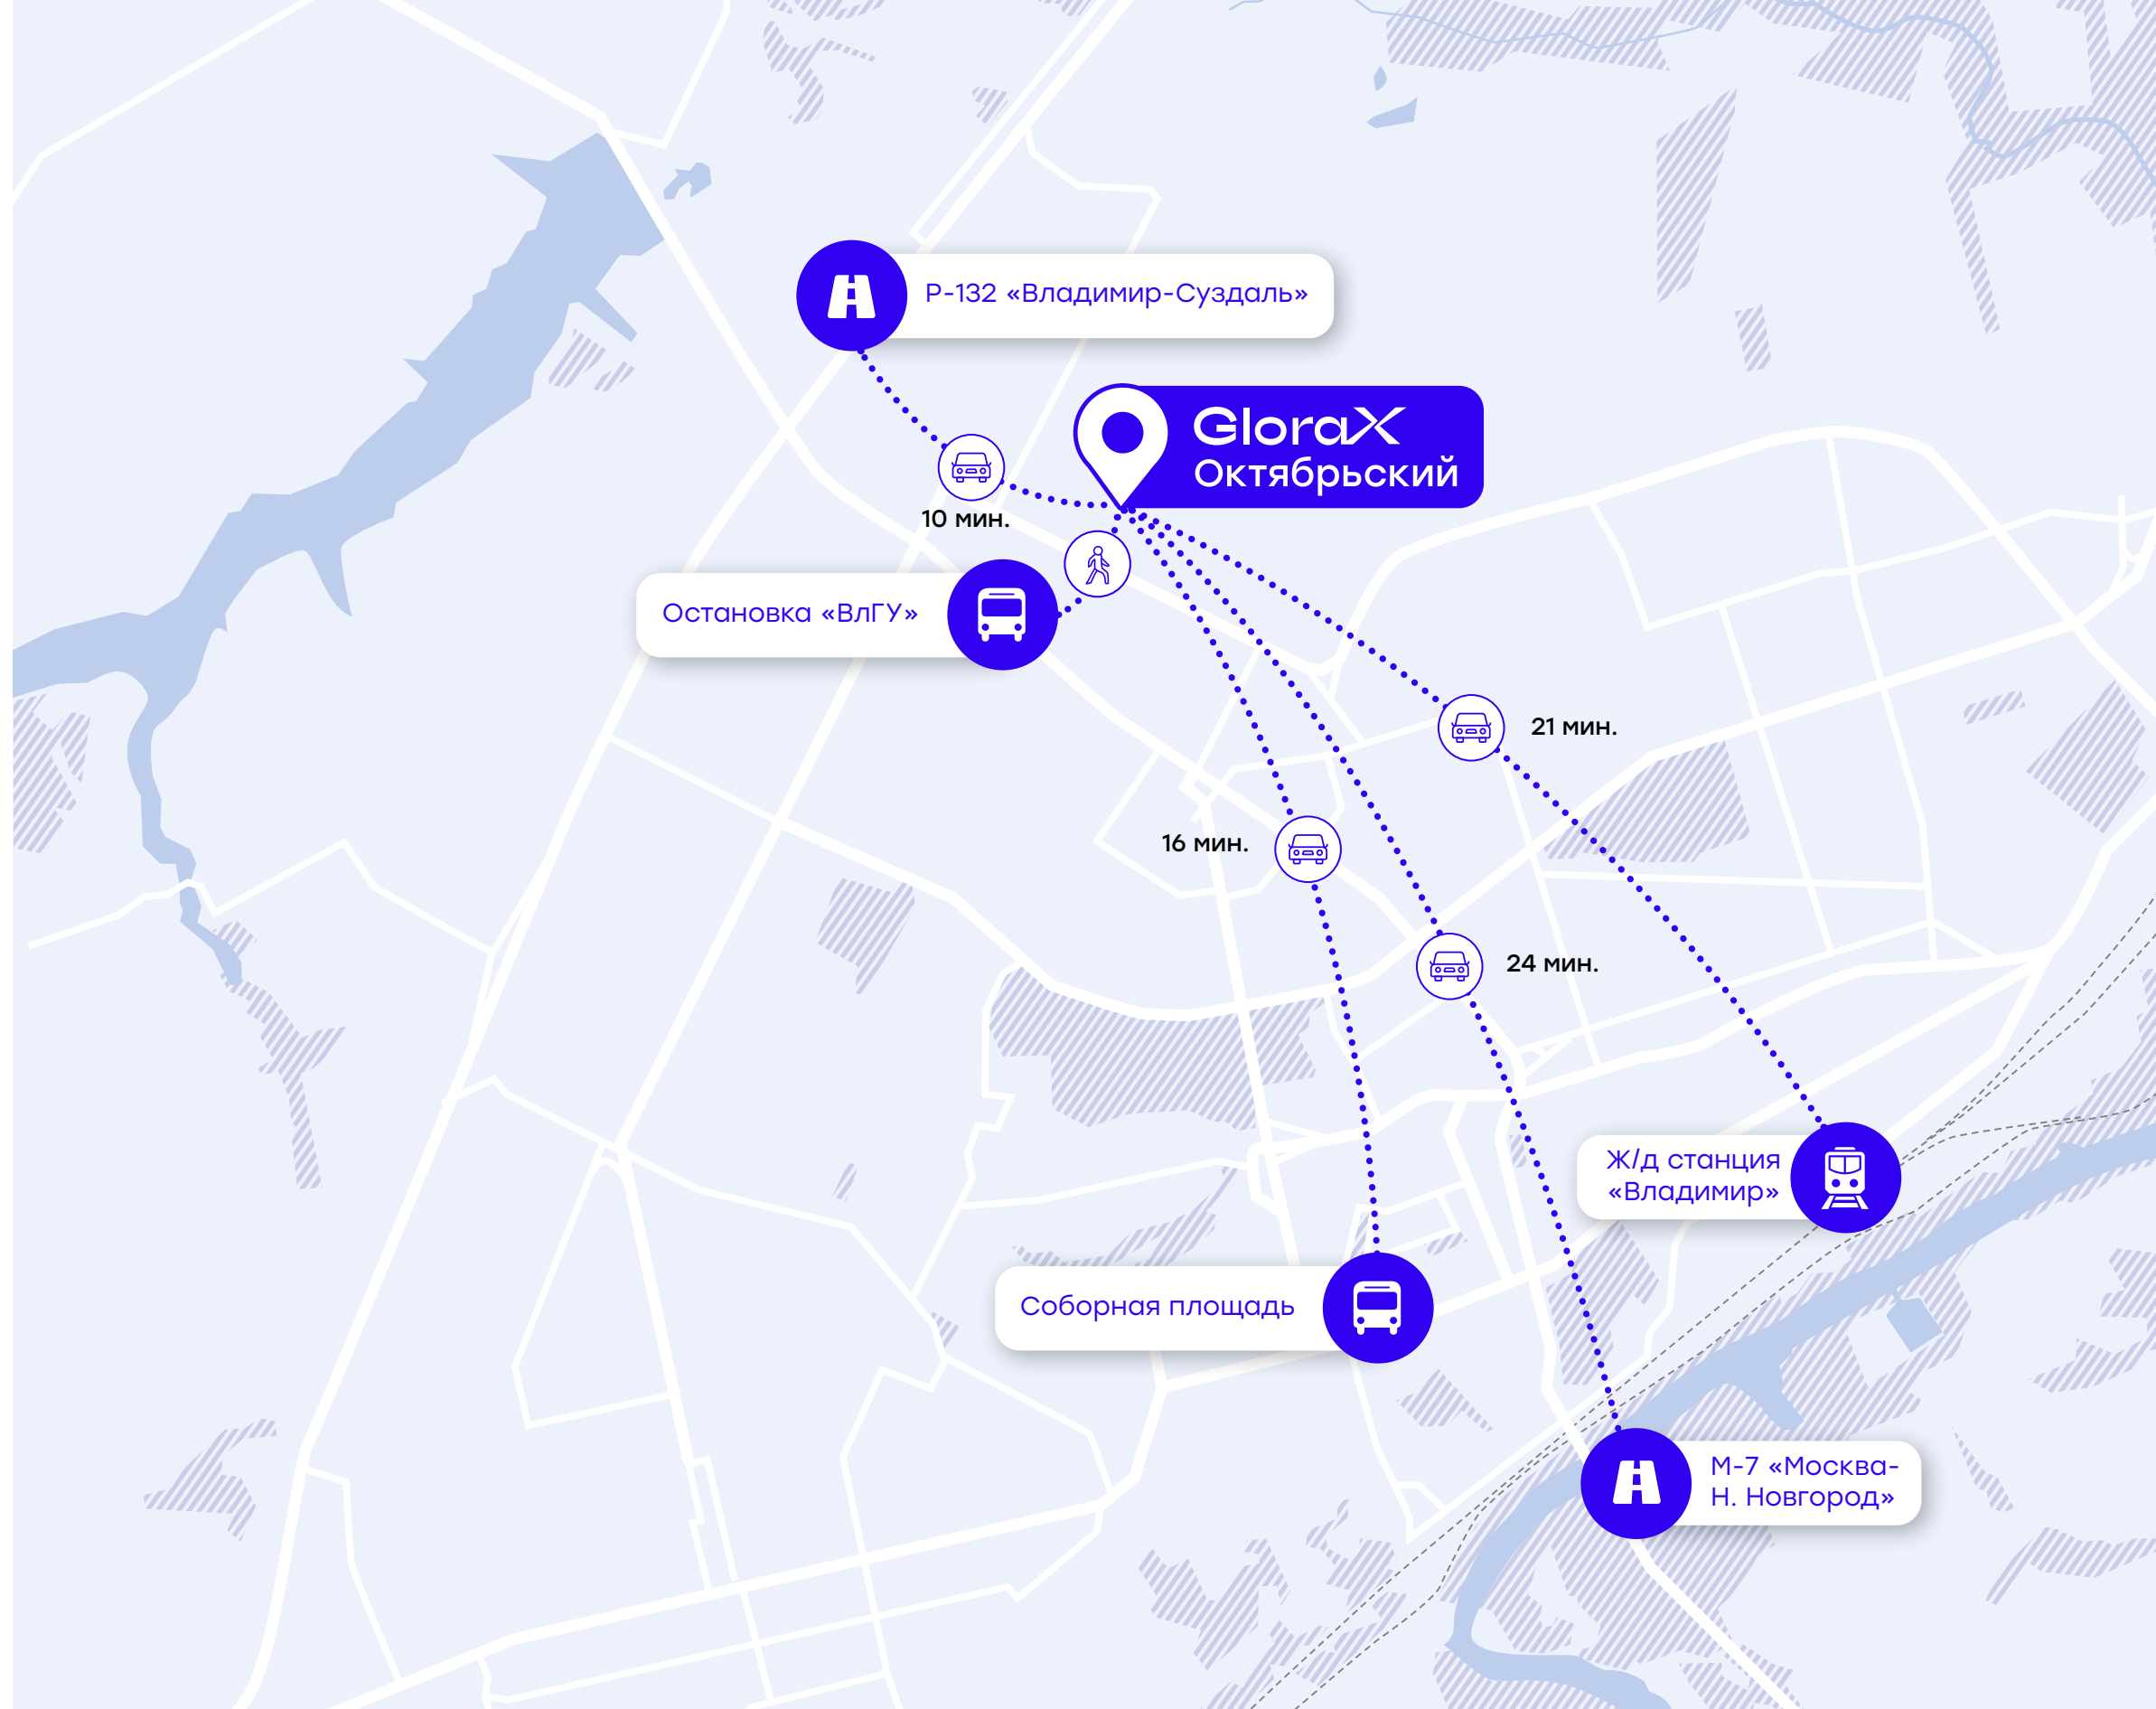 Р-132 «Владимир-Суздаль»
GloraX
Октябрьский
10 мин.
Остановка «ВлГУ»
21 мин.
16 мин.
24 мин.
Ж/д станция
«Владимир»
Соборная площадь
М-7 «Москва-
Н. Новгород»